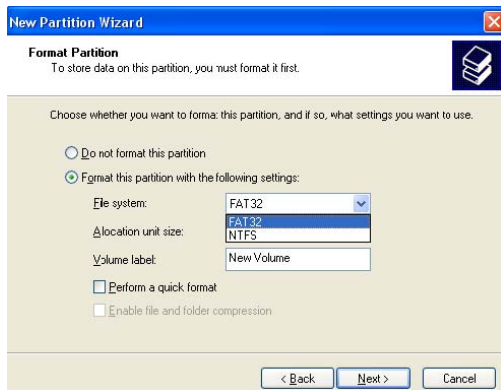 New Partition Wizard
Format Partition
To store data on this partition, you must format it first.
Choose whether you want to format this partition, and if so, what settings you want to use.
Do not format this partition
Format this partition with the following settings:
File system: FAT32
FAT32
Allocation unit size: NTFS
Volume label: New Volume
Perform a quick format
Enable file and folder compression
< Back Next > Cancel